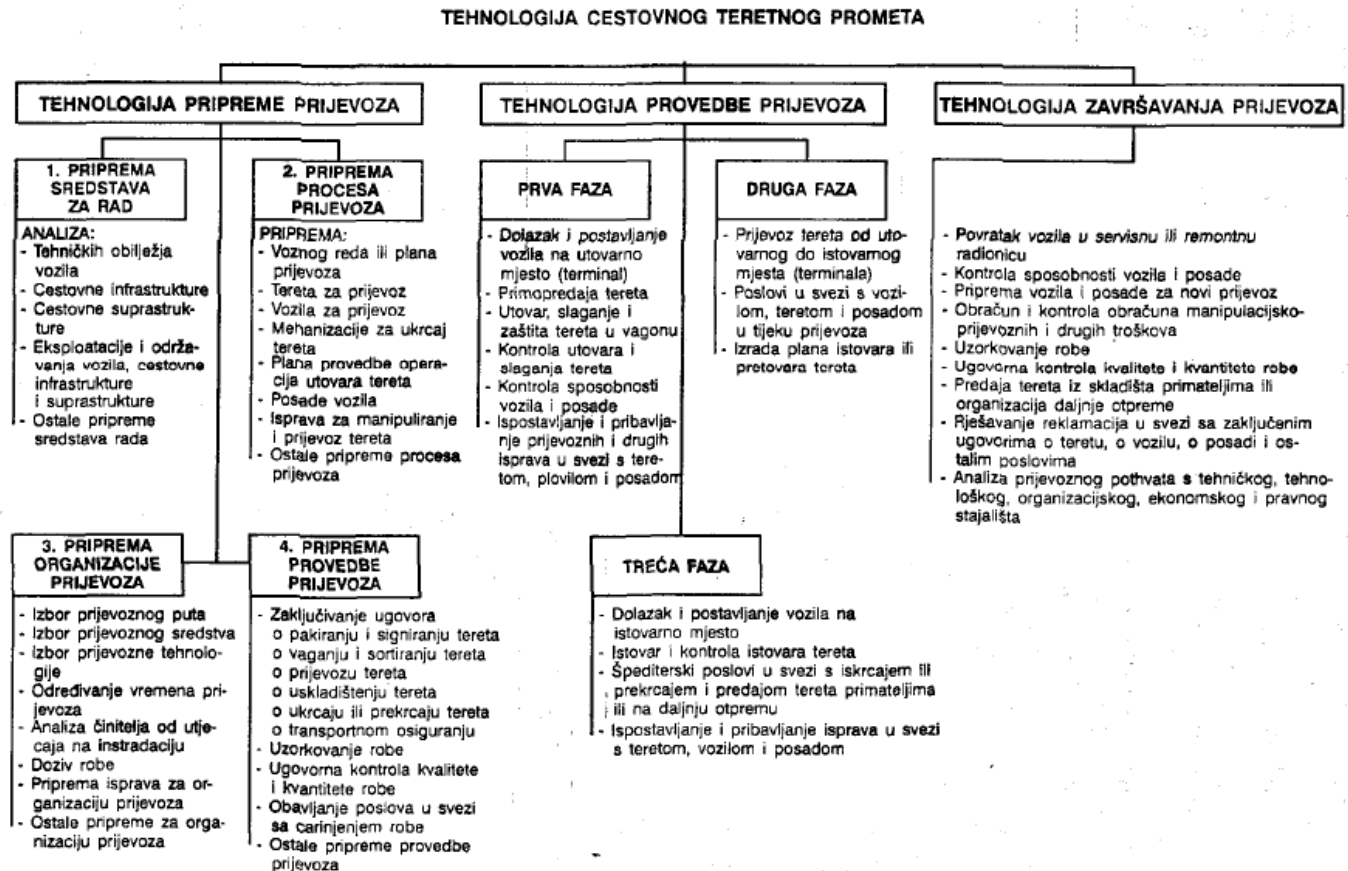 TEHNOLOGIJA CESTOVNOG TERETNOG PROMETA
TEHNOLOGIJA PRIPREME PRIJEVOZA
1. PRIPREMA
SREDSTAVA
ZA RAD
ANALIZA:
- Tehničkih obilježja
vozila
- Cestovne infrastrukture
- Cestovne suprastruk-
ture
- Eksploatacije i održa-
vanja vozila, cestovne
infrastrukture
i suprastrukture
- Ostale pripreme
sredstava rada
2. PRIPREMA
PROCESA
PRIJEVOZA
PRIPREMA:
- Voznog reda ili plana
prijevoza
- Tereta za prijevoz
- Vozila za prijevoz
- Mehanizacije za ukrcaj
tereta
- Plana provedbe opera-
cija utovara tereta
- Posade vozila
- Isprava za manipuliranje
i prijevoz tereta
- Ostale pripreme procesa
prijevoza
3. PRIPREMA
ORGANIZACIJE
PRIJEVOZA
- Izbor prijevoznog puta
- Izbor prijevoznog sredstva
- Izbor prijevozne tehnolo-
gije
- Određivanje vremena pri-
jevoza
- Analiza činitelja od utje-
caja na instradaciju
- Doziv robe
- Priprema isprava za or-
ganizaciju prijevoza
- Ostale pripreme za orga-
nizaciju prijevoza
4. PRIPREMA
PROVEDBE
PRIJEVOZA
- Zaključivanje ugovora
o pakiranju i signiranju tereta
o vaganju i sortiranju tereta
o prijevozu tereta
o uskladištenju tereta
o ukrcaju ili prekrcaju tereta
o transportnom osiguranju
- Uzorkovanje robe
- Ugovorna kontrola kvalitete
i kvantitete robe
- Obavljanje poslova u svezi
sa carinjenjem robe
- Ostale pripreme provedbe
prijevoza
TEHNOLOGIJA PROVEDBE PRIJEVOZA
PRVA FAZA
- Dolazak i postavljanje
vozila na utovarno
mjesto (terminal)
- Primopredaja tereta
- Utovar, slaganje i
zaštita tereta u vagonu
- Kontrola utovara i
slaganja tereta
- Kontrola sposobnosti
vozila i posade
- Ispostavljanje i pribavlja-
nje prijevoznih i drugih
isprava u svezi s tere-
tom, plovilom i posadom
DRUGA FAZA
- Prijevoz tereta od uto-
varnog do istovarnog
mjesta (terminala)
- Poslovi u svezi s vozi-
lom, teretom i posadom
u tijeku prijevoza
- Izrada plana istovara ili
pretovara tereta
TREĆA FAZA
- Dolazak i postavljanje vozila na
istovarno mjesto
- Istovar i kontrola istovara tereta
- Špediterski poslovi u svezi s iskrcajem ili
prekrcajem i predajom tereta primateljima
ili na daljnju otpremu
- Ispostavljanje i pribavljanje isprava u svezi
s teretom, vozilom i posadom
TEHNOLOGIJA ZAVRŠAVANJA PRIJEVOZA
- Povratak vozila u servisnu ili remontnu
radionicu
- Kontrola sposobnosti vozila i posade
- Priprema vozila i posade za novi prijevoz
- Obračun i kontrola obračuna manipulacijsko-
prijevoznih i drugih troškova
- Uzorkovanje robe
- Ugovorna kontrola kvalitete i kvantitete robe
- Predaja tereta iz skladišta primateljima ili
organizacija daljnje otpreme
- Rješavanje reklamacija u svezi sa zaključenim
ugovorima o teretu, o vozilu, o posadi i os-
talim poslovima
- Analiza prijevoznog pothvata s tehničkog, tehno-
loškog, organizacijskog, ekonomskog i pravnog
stajališta